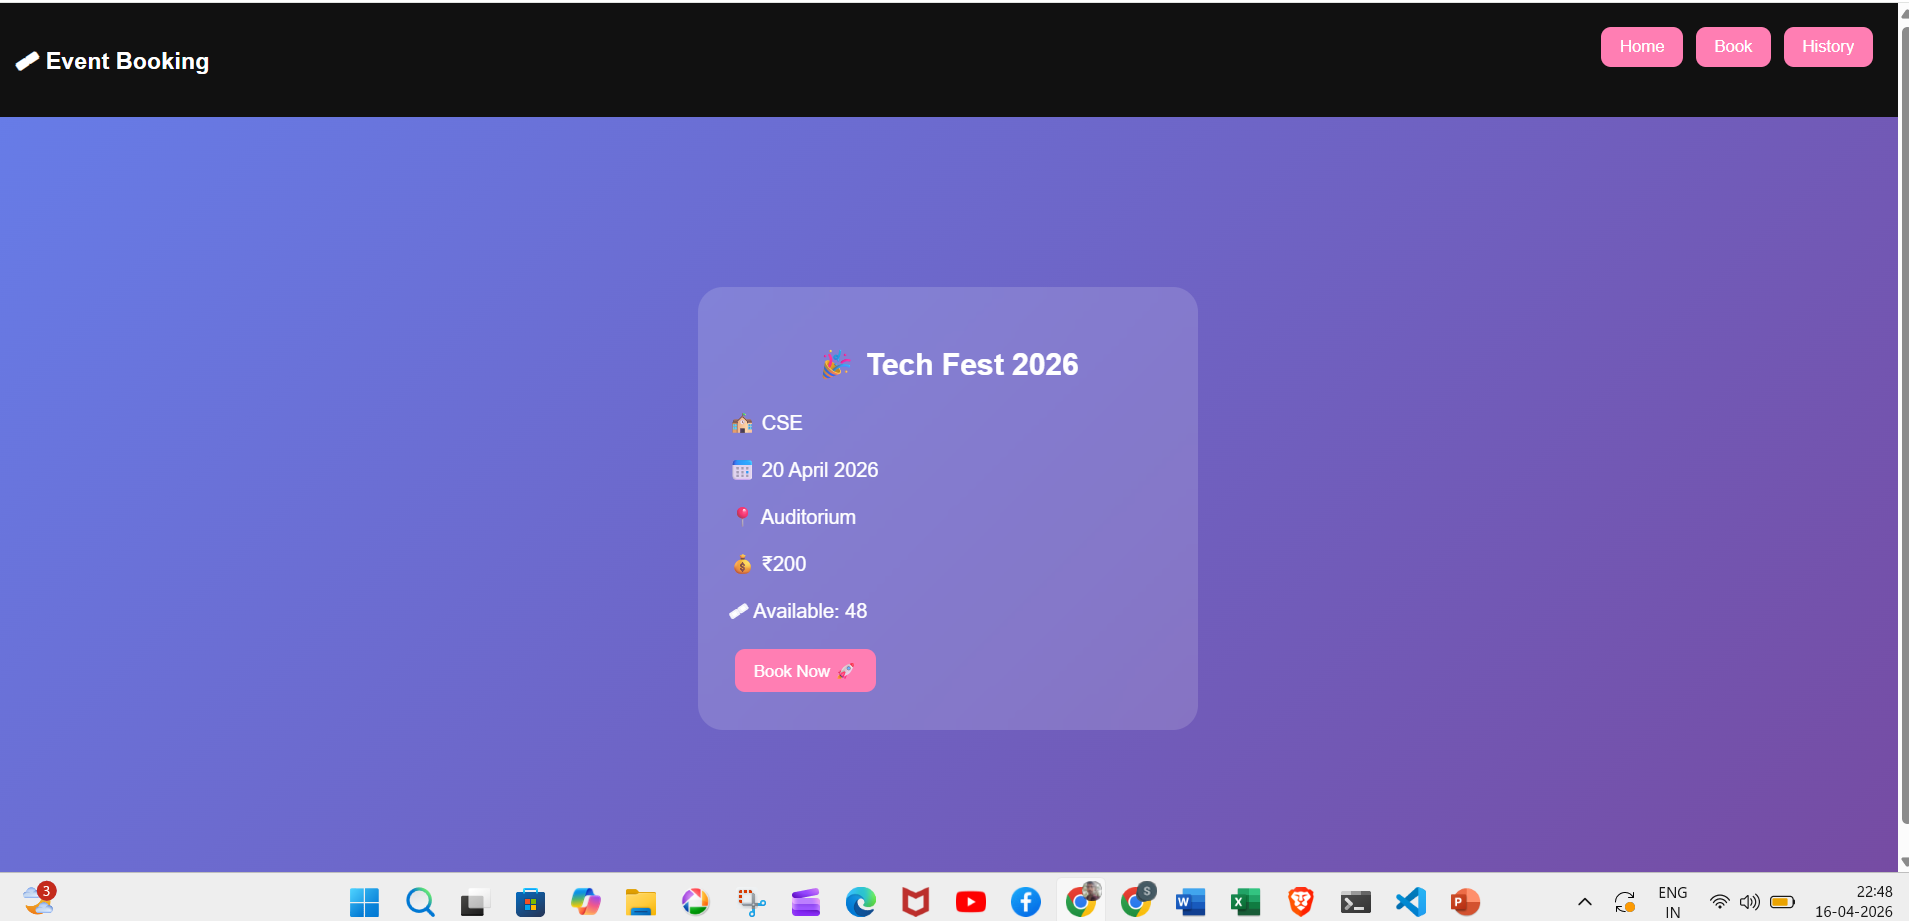 Event Booking
Home
Book
History
🎉 Tech Fest 2026
CSE
20 April 2026
Auditorium
₹200
Available: 48
Book Now 🚀
3
S
W
X
P
ENG
IN
22:48
16-04-2026